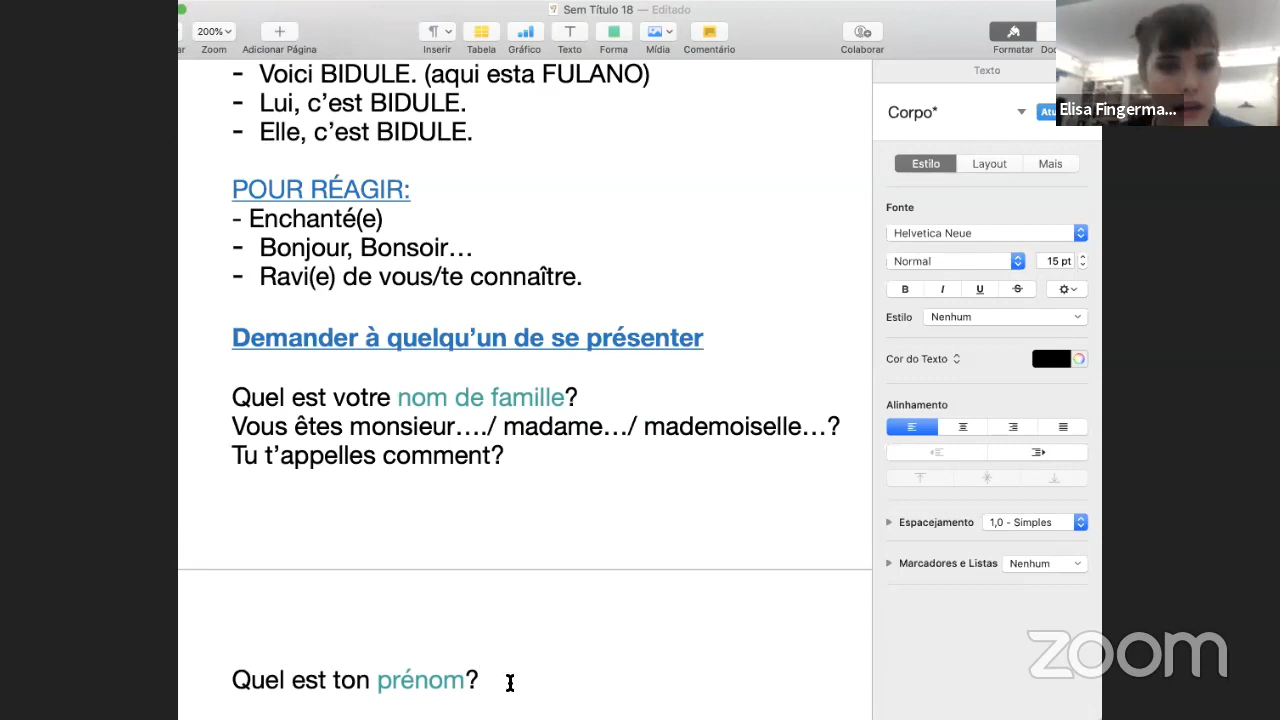 Sem Título 18 — Editado
200%
Zoom
Adicionar Página
Inserir
Tabela
Gráfico
Texto
Forma
Mídia
Comentário
Colaborar
Formatar
- Voici BIDULE. (aqui esta FULANO)
- Lui, c’est BIDULE.
- Elle, c’est BIDULE.
POUR RÉAGIR:
- Enchanté(e)
- Bonjour, Bonsoir…
- Ravi(e) de vous/te connaître.
Demander à quelqu’un de se présenter
Quel est votre nom de famille?
Vous êtes monsieur…./ madame…/ mademoiselle…?
Tu t’appelles comment?
Quel est ton prénom?
Texto
Corpo*
Elisa Fingerma...
Estilo Layout Mais
Fonte
Helvetica Neue
Normal 15 pt
B I U S
Estilo Nenhum
Cor do Texto
Alinhamento
Espaçejamento 1,0 - Simples
Marcadores e Listas Nenhum
zoom